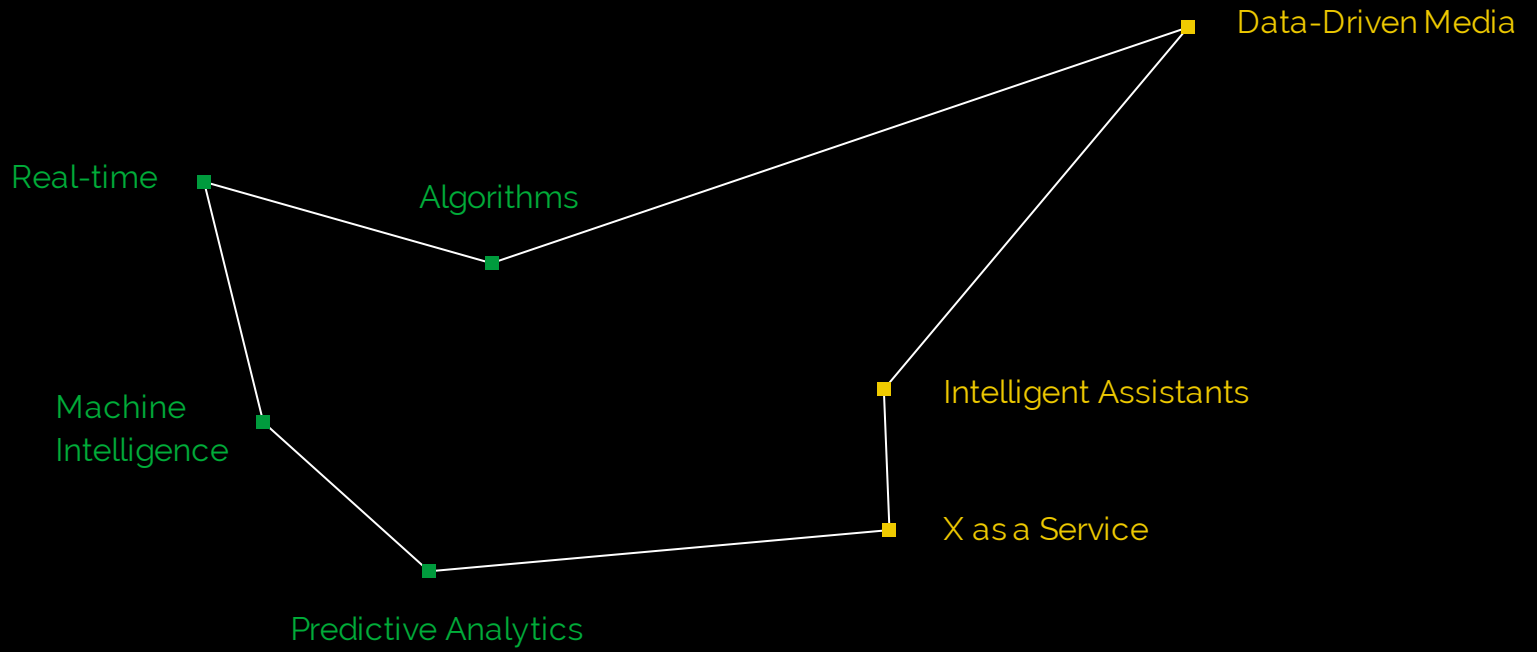 Data-Driven Media
Real-time
Algorithms
Machine
Intelligence
Intelligent Assistants
X as a Service
Predictive Analytics